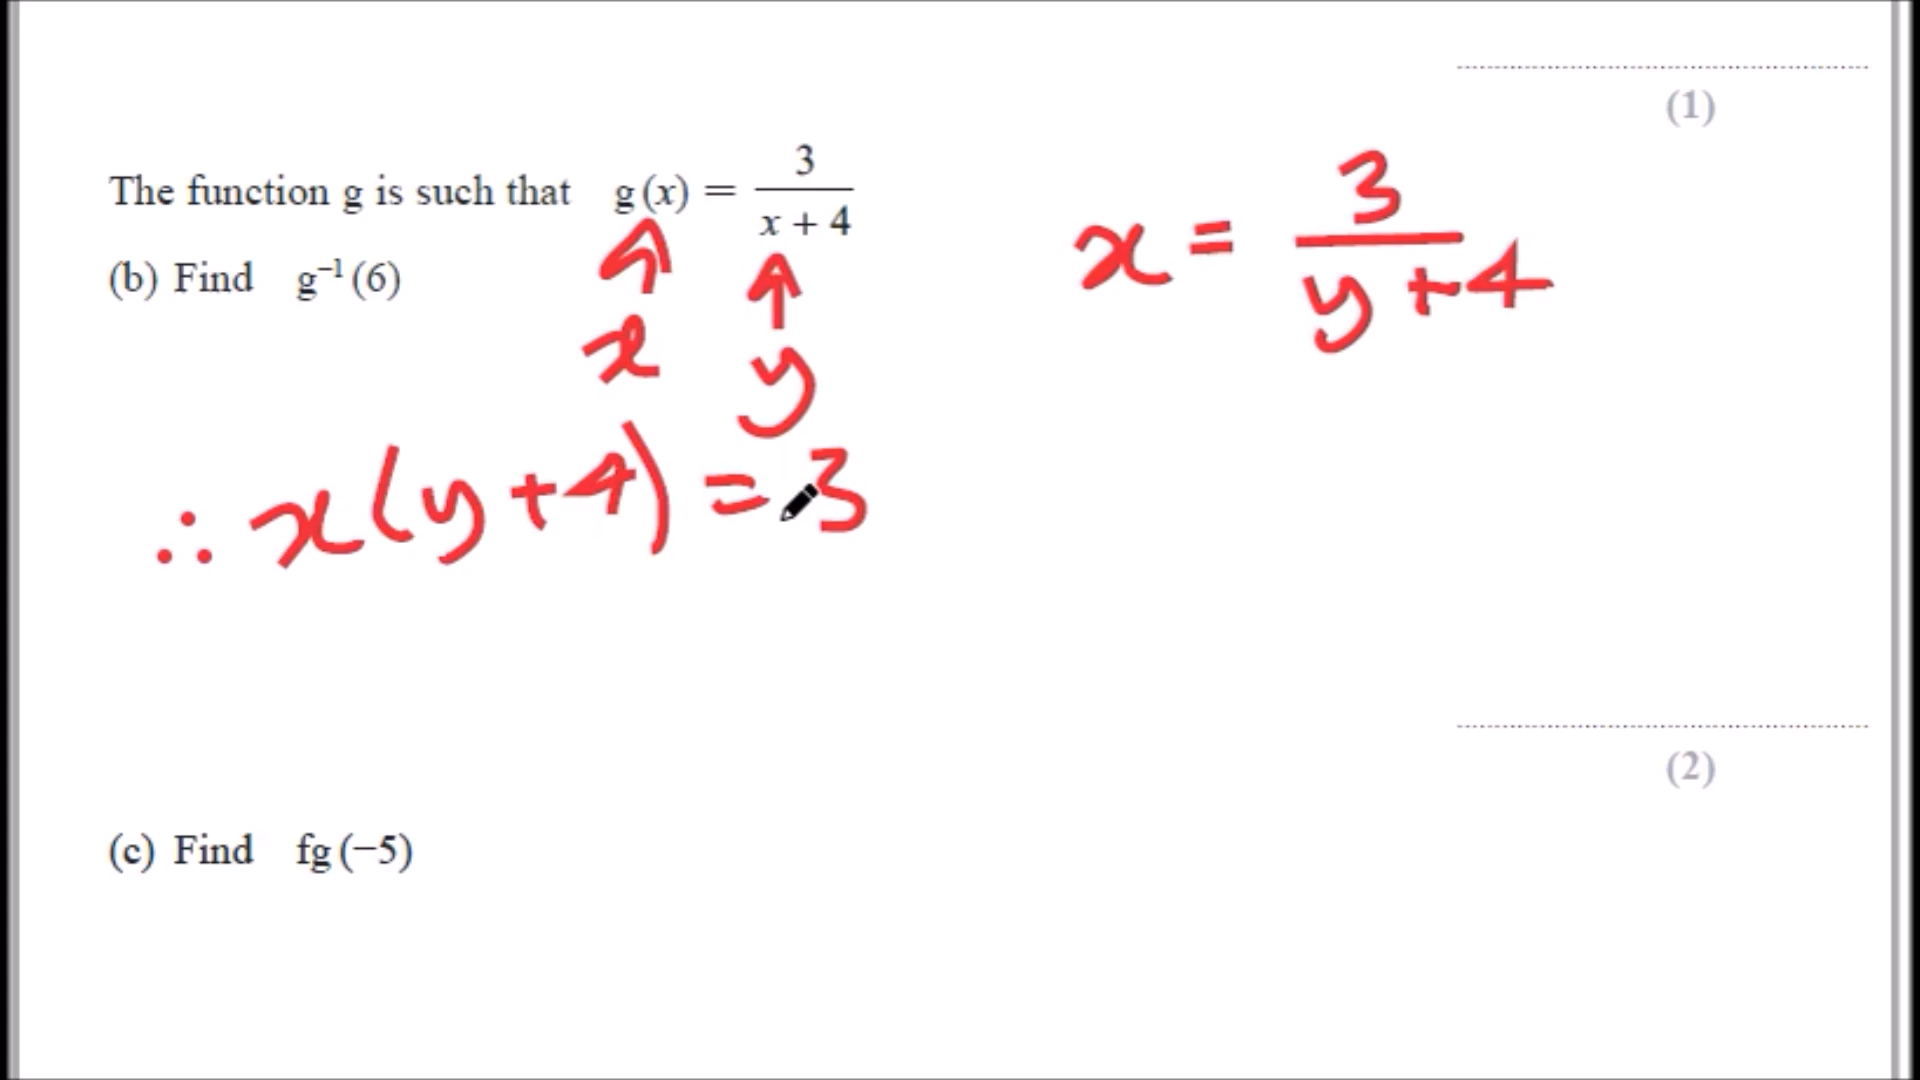 (1)
The function g is such that g(x) = 3/(x + 4)
x = 3/(y + 4)
(b) Find g⁻¹(6)
x y
∴ x(y + 4) = 3
(2)
(c) Find fg(−5)